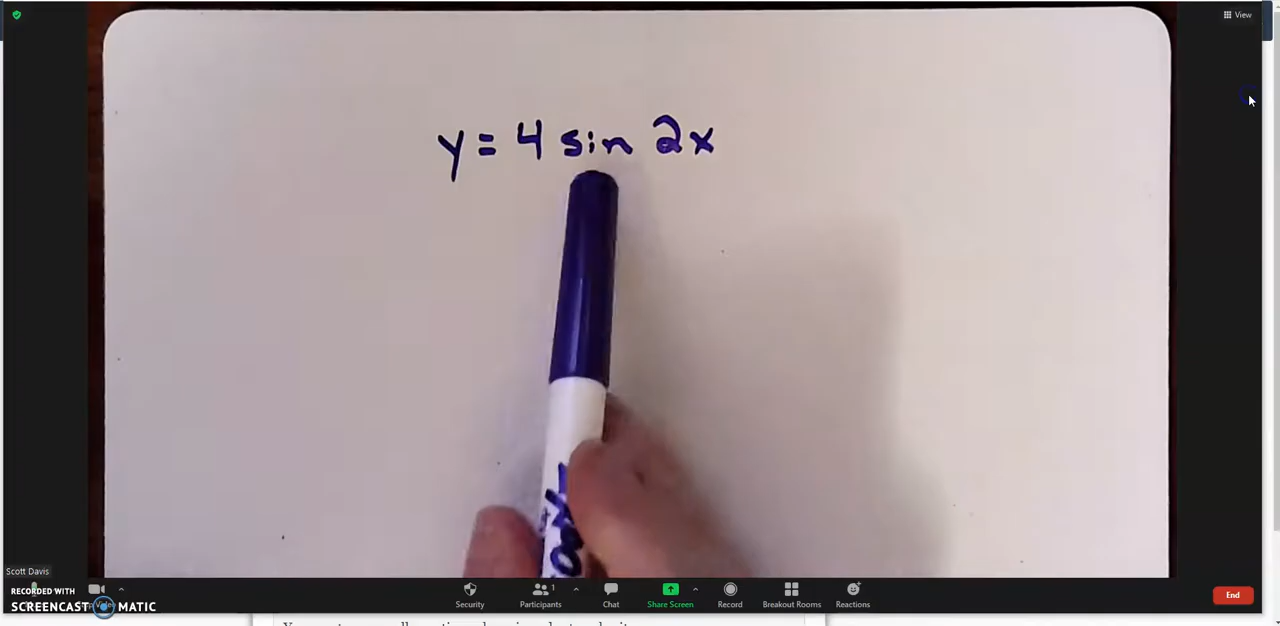 View
y = 4 sin 2x
Scott Davis
RECORDED WITH
SCREENCAST MATIC
Security
Participants
1
Chat
Share Screen
Record
Breakout Rooms
Reactions
End